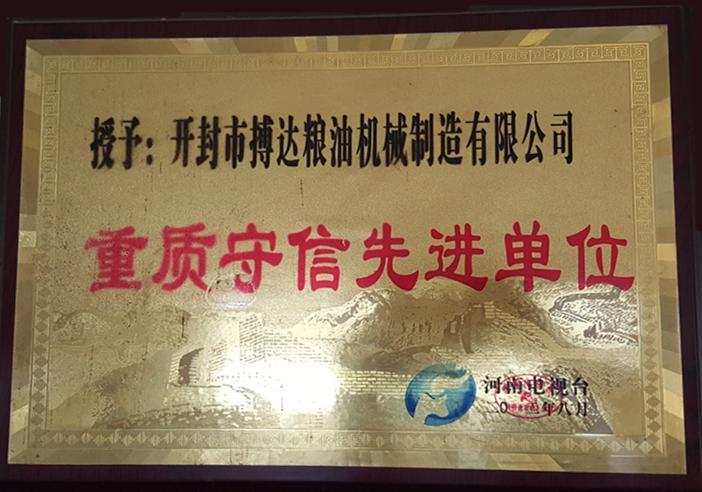 授予：开封市搏达粮油机械制造有限公司
重质守信先进单位
河南电视台
年八月